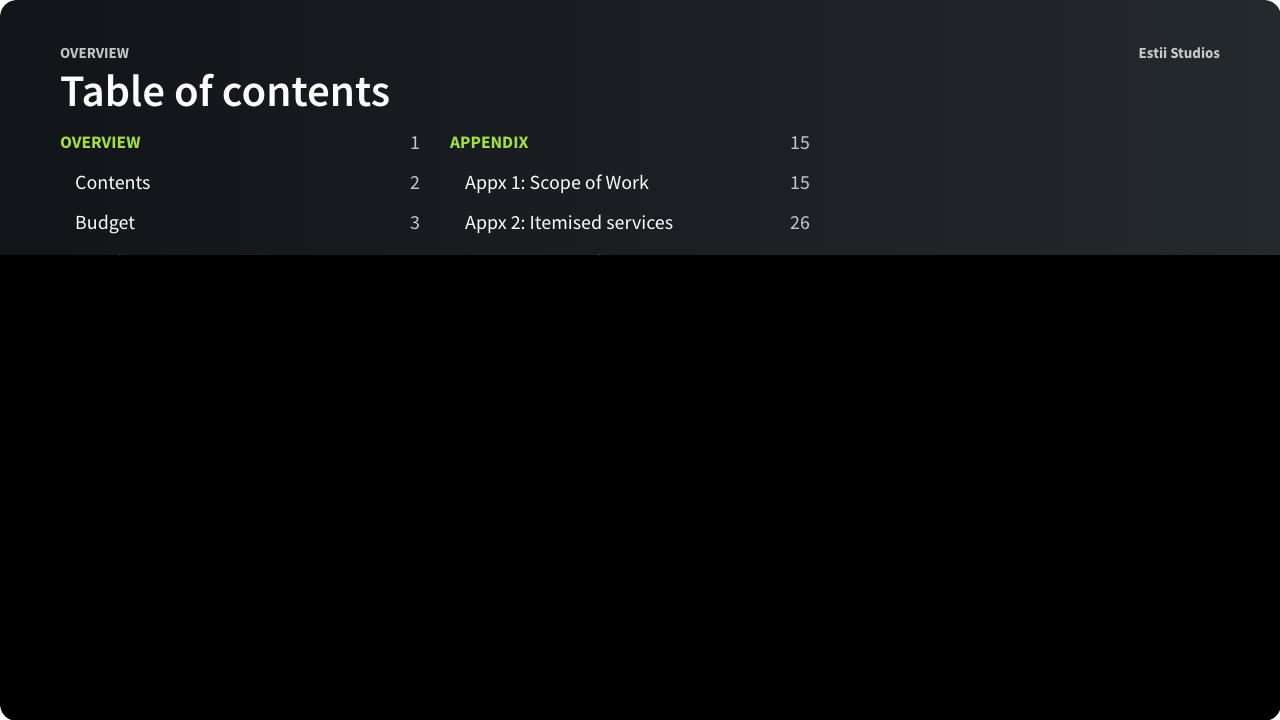 OVERVIEW
Estii Studios
Table of contents
OVERVIEW 1
Contents 2
Budget 3
APPENDIX 15
Appx 1: Scope of Work 15
Appx 2: Itemised services 26